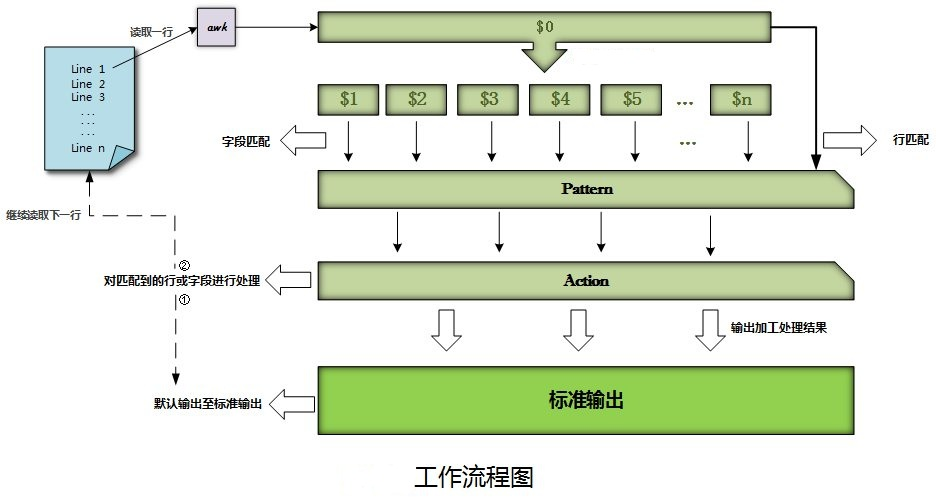 读取一行
awk
$0
Line 1
Line 2
Line 3
...
...
...
Line n
$1 $2 $3 $4 $5 ... $n
字段匹配
...
行匹配
Pattern
继续读取下一行
②
对匹配到的行或字段进行处理
①
Action
输出加工处理结果
默认输出至标准输出
标准输出
工作流程图